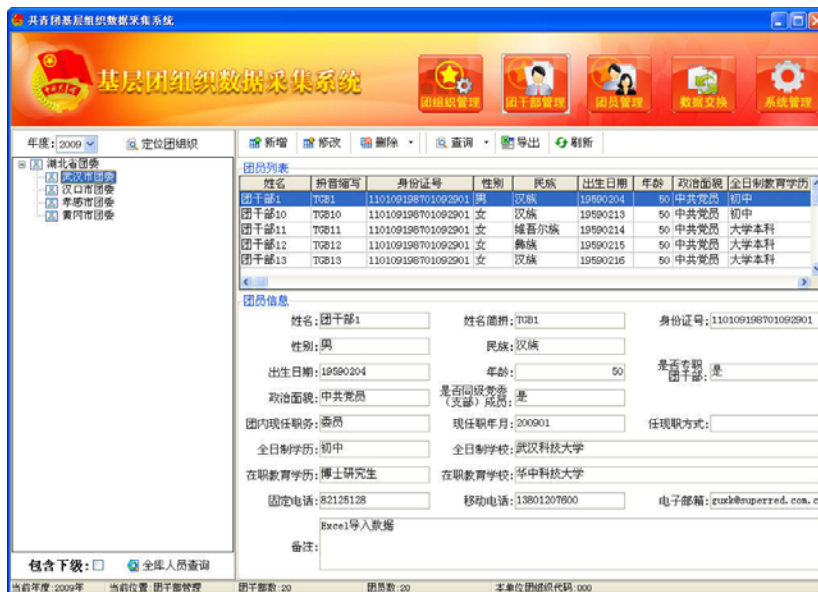 共青团基层组织数据采集系统
基层团组织数据采集系统
团组织管理 团干部管理 团员管理 数据交换 系统管理
年度: 2009 定位团组织 新增 修改 删除 查询 导出 刷新
湖北省团委
武汉市团委
汉口市团委
孝感市团委
黄冈市团委
团员列表
姓名 拼音缩写 身份证号 性别 民族 出生日期 年龄 政治面貌 全日制教育学历
团干部1 TGB1 110109198701092901 男 汉族 19590204 50 中共党员 初中
团干部10 TGB10 110109198701092901 女 汉族 19590213 50 中共党员 初中
团干部11 TGB11 110109198701092901 女 维吾尔族 19590214 50 中共党员 大学本科
团干部12 TGB12 110109198701092901 女 彝族 19590215 50 中共党员 大学本科
团干部13 TGB13 110109198701092901 女 汉族 19590216 50 中共党员 大学本科
团员信息
姓名: 团干部1 姓名简拼: TGB1 身份证号: 110109198701092901
性别: 男 民族: 汉族
出生日期: 19590204 年龄: 50 是否专职团干部: 是
政治面貌: 中共党员 是否同级党委(支部)成员: 是
团内现任职务: 委员 现任职年月: 200901 任现职方式:
全日制学历: 初中 全日制学校: 武汉科技大学
在职教育学历: 博士研究生 在职教育学校: 华中科技大学
固定电话: 82125128 移动电话: 13801207600 电子邮箱: guxk@superred.com.c
备注: Excel导入数据
包含下级: 全库人员查询
当前年度:2009年 当前位置:团干部管理 团干部数:20 团员数:20 本单位团组织代码:000